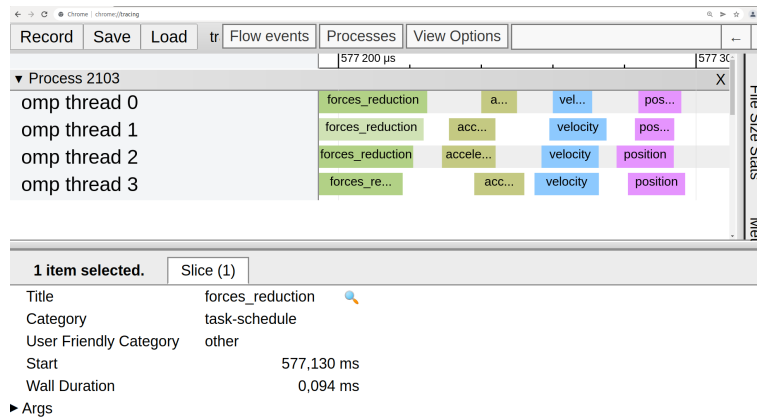 Chrome | chrome://tracing
Record Save Load tr Flow events Processes View Options ←
577 200 µs 577 30
▼ Process 2103 X
omp thread 0 forces_reduction a... vel... pos...
omp thread 1 forces_reduction acc... velocity pos...
omp thread 2 forces_reduction accele... velocity position
omp thread 3 forces_re... acc... velocity position
File Size Stats
1 item selected. Slice (1)
Title forces_reduction
Category task-schedule
User Friendly Category other
Start 577,130 ms
Wall Duration 0,094 ms
▶ Args